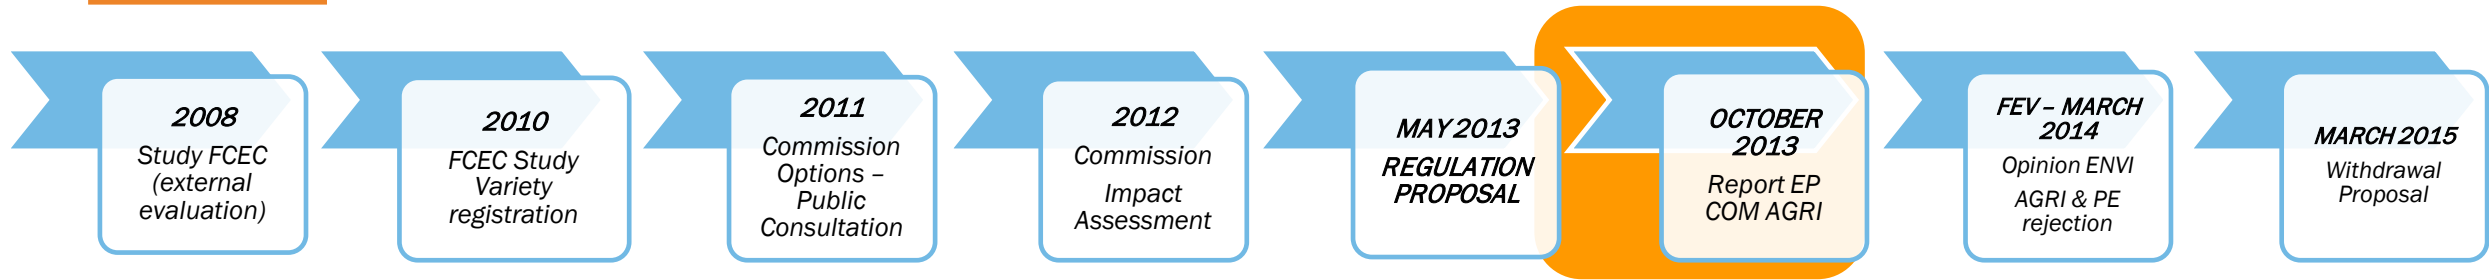 2008
Study FCEC
(external
evaluation)
2010
FCEC Study
Variety
registration
2011
Commission
Options –
Public
Consultation
2012
Commission
Impact
Assessment
MAY 2013
REGULATION
PROPOSAL
OCTOBER
2013
Report EP
COM AGRI
FEV – MARCH
2014
Opinion ENVI
AGRI & PE
rejection
MARCH 2015
Withdrawal
Proposal